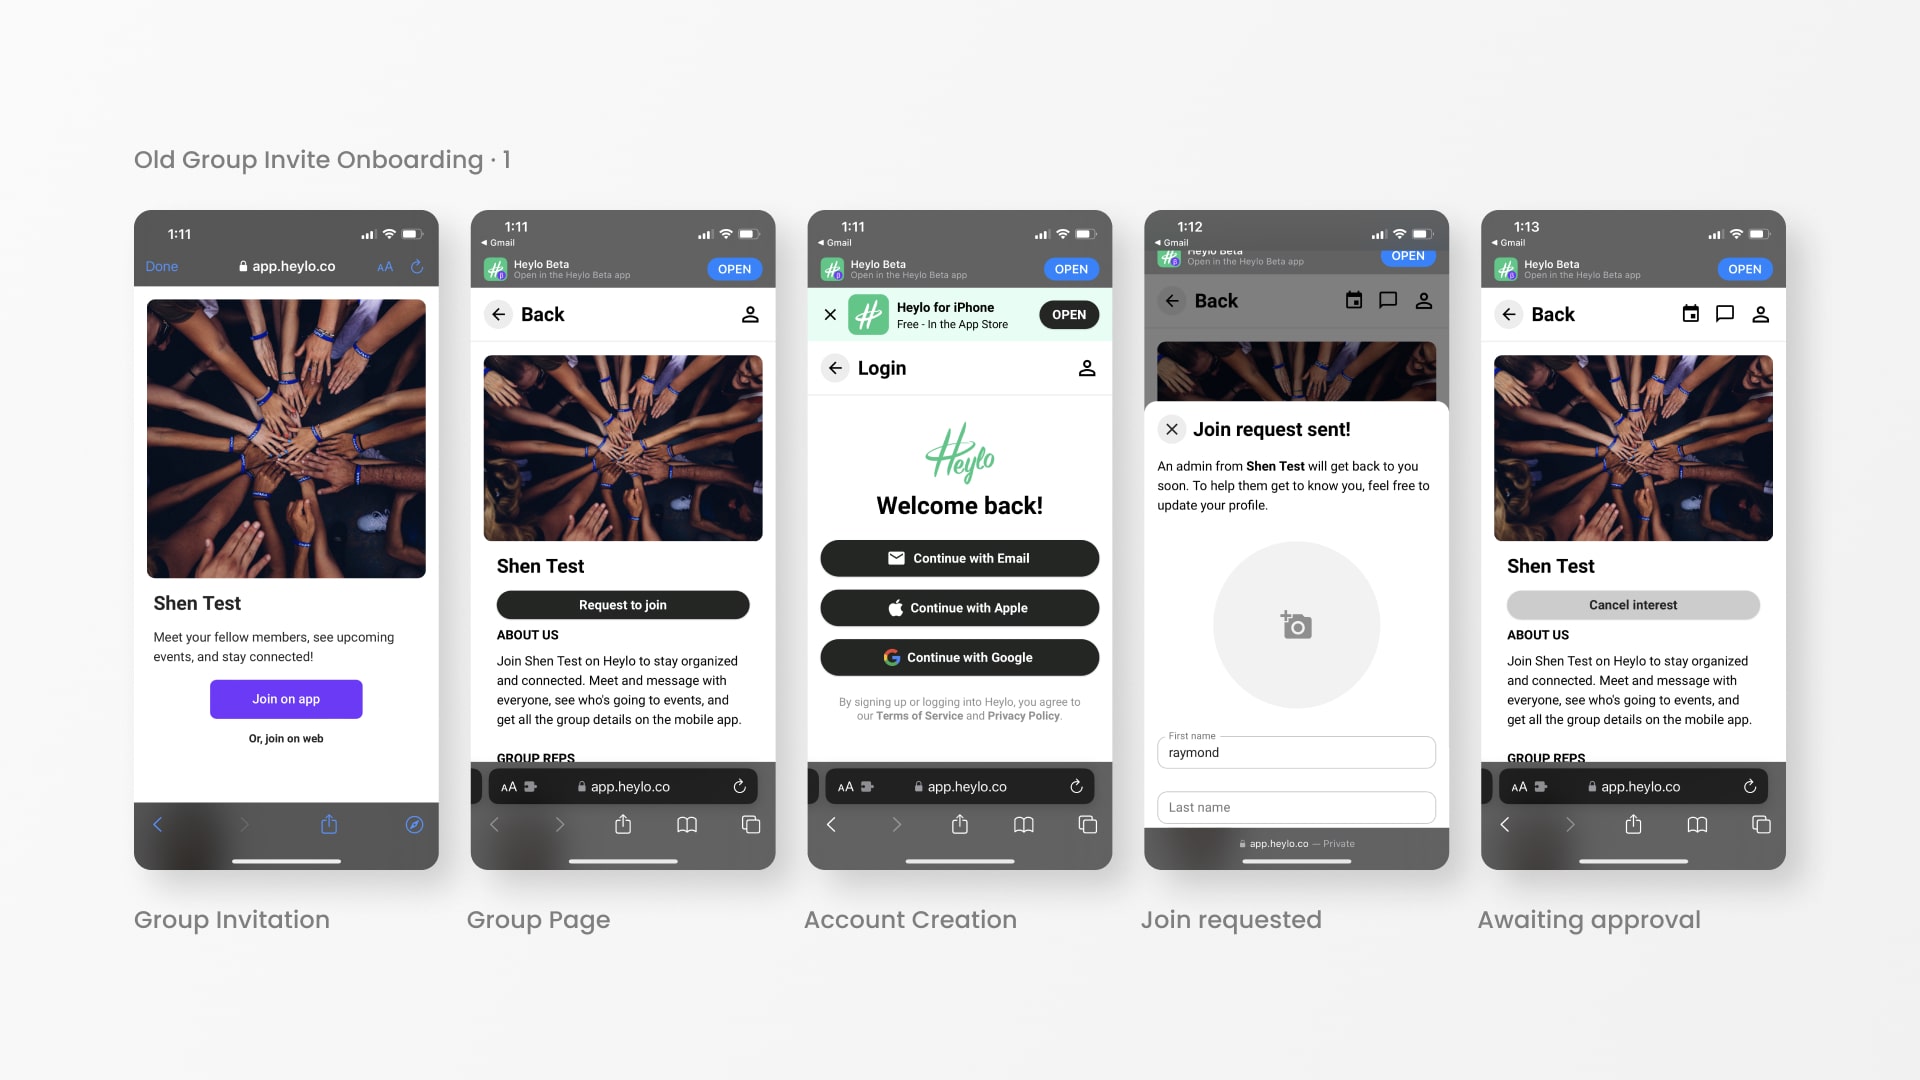 Old Group Invite Onboarding · 1
1:11
Done
app.heylo.co
AA
Shen Test
Meet your fellow members, see upcoming
events, and stay connected!
Join on app
Or, join on web
Group Invitation
1:11
Gmail
Heylo Beta
Open in the Heylo Beta app
OPEN
Back
Shen Test
Request to join
ABOUT US
Join Shen Test on Heylo to stay organized
and connected. Meet and message with
everyone, see who's going to events, and
get all the group details on the mobile app.
GROUP REPS
AA
app.heylo.co
Group Page
1:11
Gmail
Heylo Beta
Open in the Heylo Beta app
OPEN
Heylo for iPhone
Free - In the App Store
OPEN
Login
Heylo
Welcome back!
Continue with Email
Continue with Apple
Continue with Google
By signing up or logging into Heylo, you agree to
our Terms of Service and Privacy Policy.
AA
app.heylo.co
Account Creation
1:12
Gmail
Heylo Beta
Open in the Heylo Beta app
OPEN
Back
Join request sent!
An admin from Shen Test will get back to you
soon. To help them get to know you, feel free to
update your profile.
First name
raymond
Last name
app.heylo.co — Private
Join requested
1:13
Gmail
Heylo Beta
Open in the Heylo Beta app
OPEN
Back
Shen Test
Cancel interest
ABOUT US
Join Shen Test on Heylo to stay organized
and connected. Meet and message with
everyone, see who's going to events, and
get all the group details on the mobile app.
GROUP REPS
AA
app.heylo.co
Awaiting approval